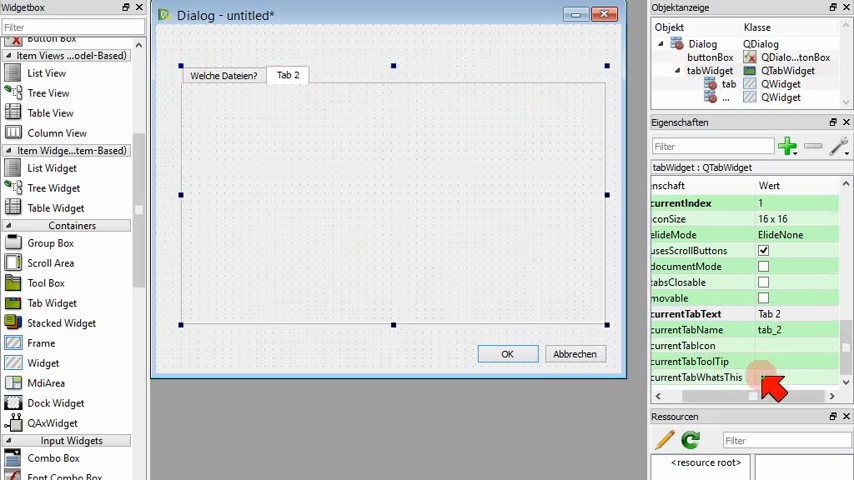 Widgetbox
Filter
Button Box
Item Views ...odel-Based)
List View
Tree View
Table View
Column View
Item Widge...tem-Based)
List Widget
Tree Widget
Table Widget
Containers
Group Box
Scroll Area
Tool Box
Tab Widget
Stacked Widget
Frame
Widget
MdiArea
Dock Widget
QAxWidget
Input Widgets
Combo Box
Font Combo Box
Dialog - untitled*
Welche Dateien?
Tab 2
OK
Abbrechen
Objektanzeige
Objekt Klasse
Dialog QDialog
buttonBox QDialo...tonBox
tabWidget QTabWidget
tab QWidget
... QWidget
Eigenschaften
Filter
tabWidget : QTabWidget
enschaft Wert
currentIndex 1
conSize 16 x 16
elideMode ElideNone
usesScrollButtons
documentMode
tabsClosable
movable
currentTabText Tab 2
currentTabName tab_2
currentTabIcon
currentTabToolTip
currentTabWhatsThis
Ressourcen
Filter
<resource root>